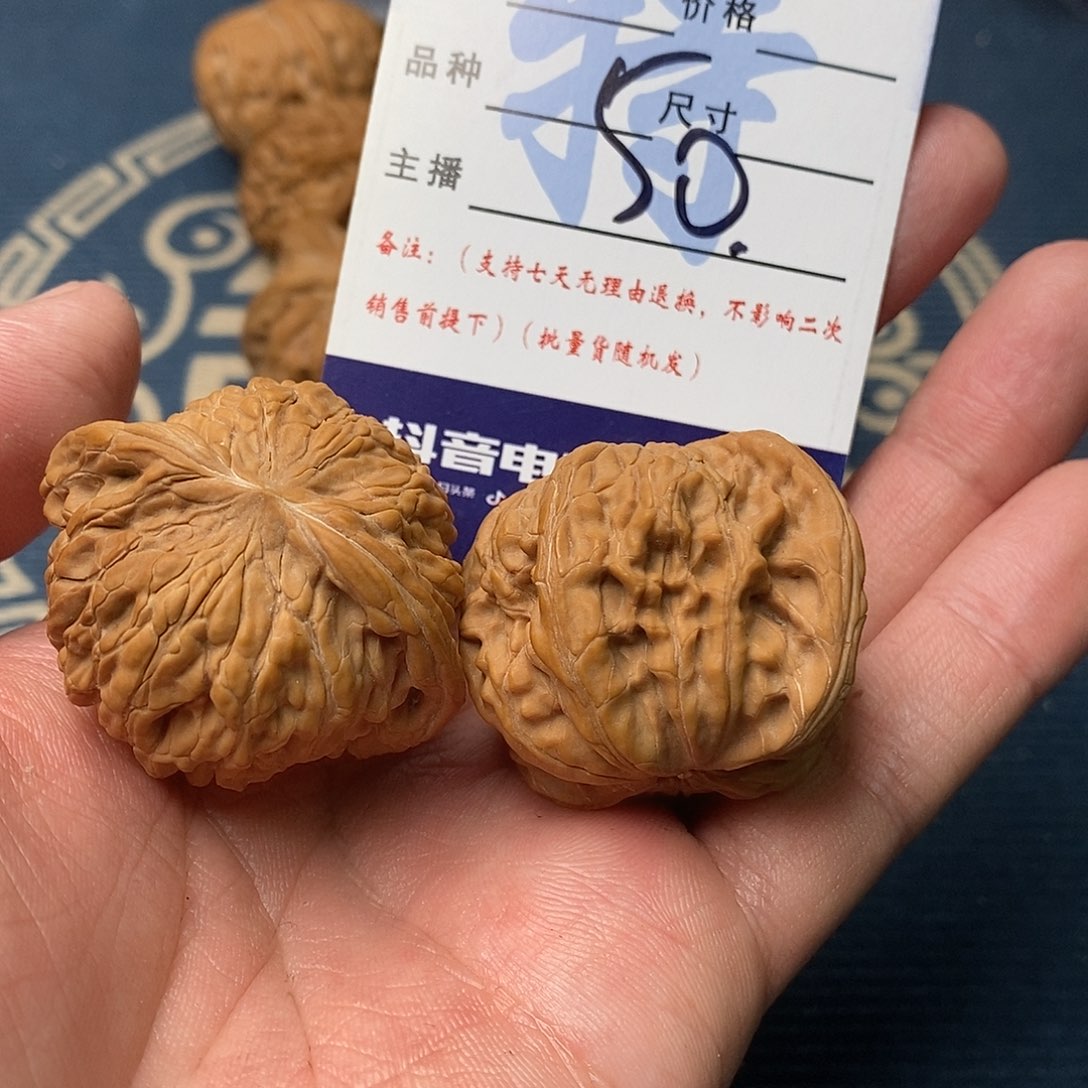 价格
品种
尺寸
50.
主播
备注：（支持七天无理由退换，不影响二次
销售前提下）（批量货随机发）
抖音电